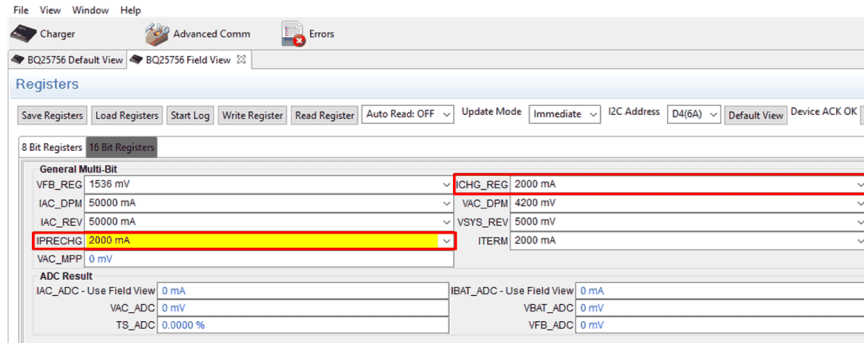 File View Window Help
Charger Advanced Comm Errors
BQ25756 Default View BQ25756 Field View
Registers
Save Registers Load Registers Start Log Write Register Read Register Auto Read: OFF Update Mode Immediate I2C Address D4(6A) Default View Device ACK OK
8 Bit Registers 16 Bit Registers
General Multi-Bit
VFB_REG 1536 mV ICHG_REG 2000 mA
IAC_DPM 50000 mA VAC_DPM 4200 mV
IAC_REV 50000 mA VSYS_REV 5000 mV
IPRECHG 2000 mA ITERM 2000 mA
VAC_MPP 0 mV
ADC Result
IAC_ADC - Use Field View 0 mA IBAT_ADC - Use Field View 0 mA
VAC_ADC 0 mV VBAT_ADC 0 mV
TS_ADC 0.0000 % VFB_ADC 0 mV